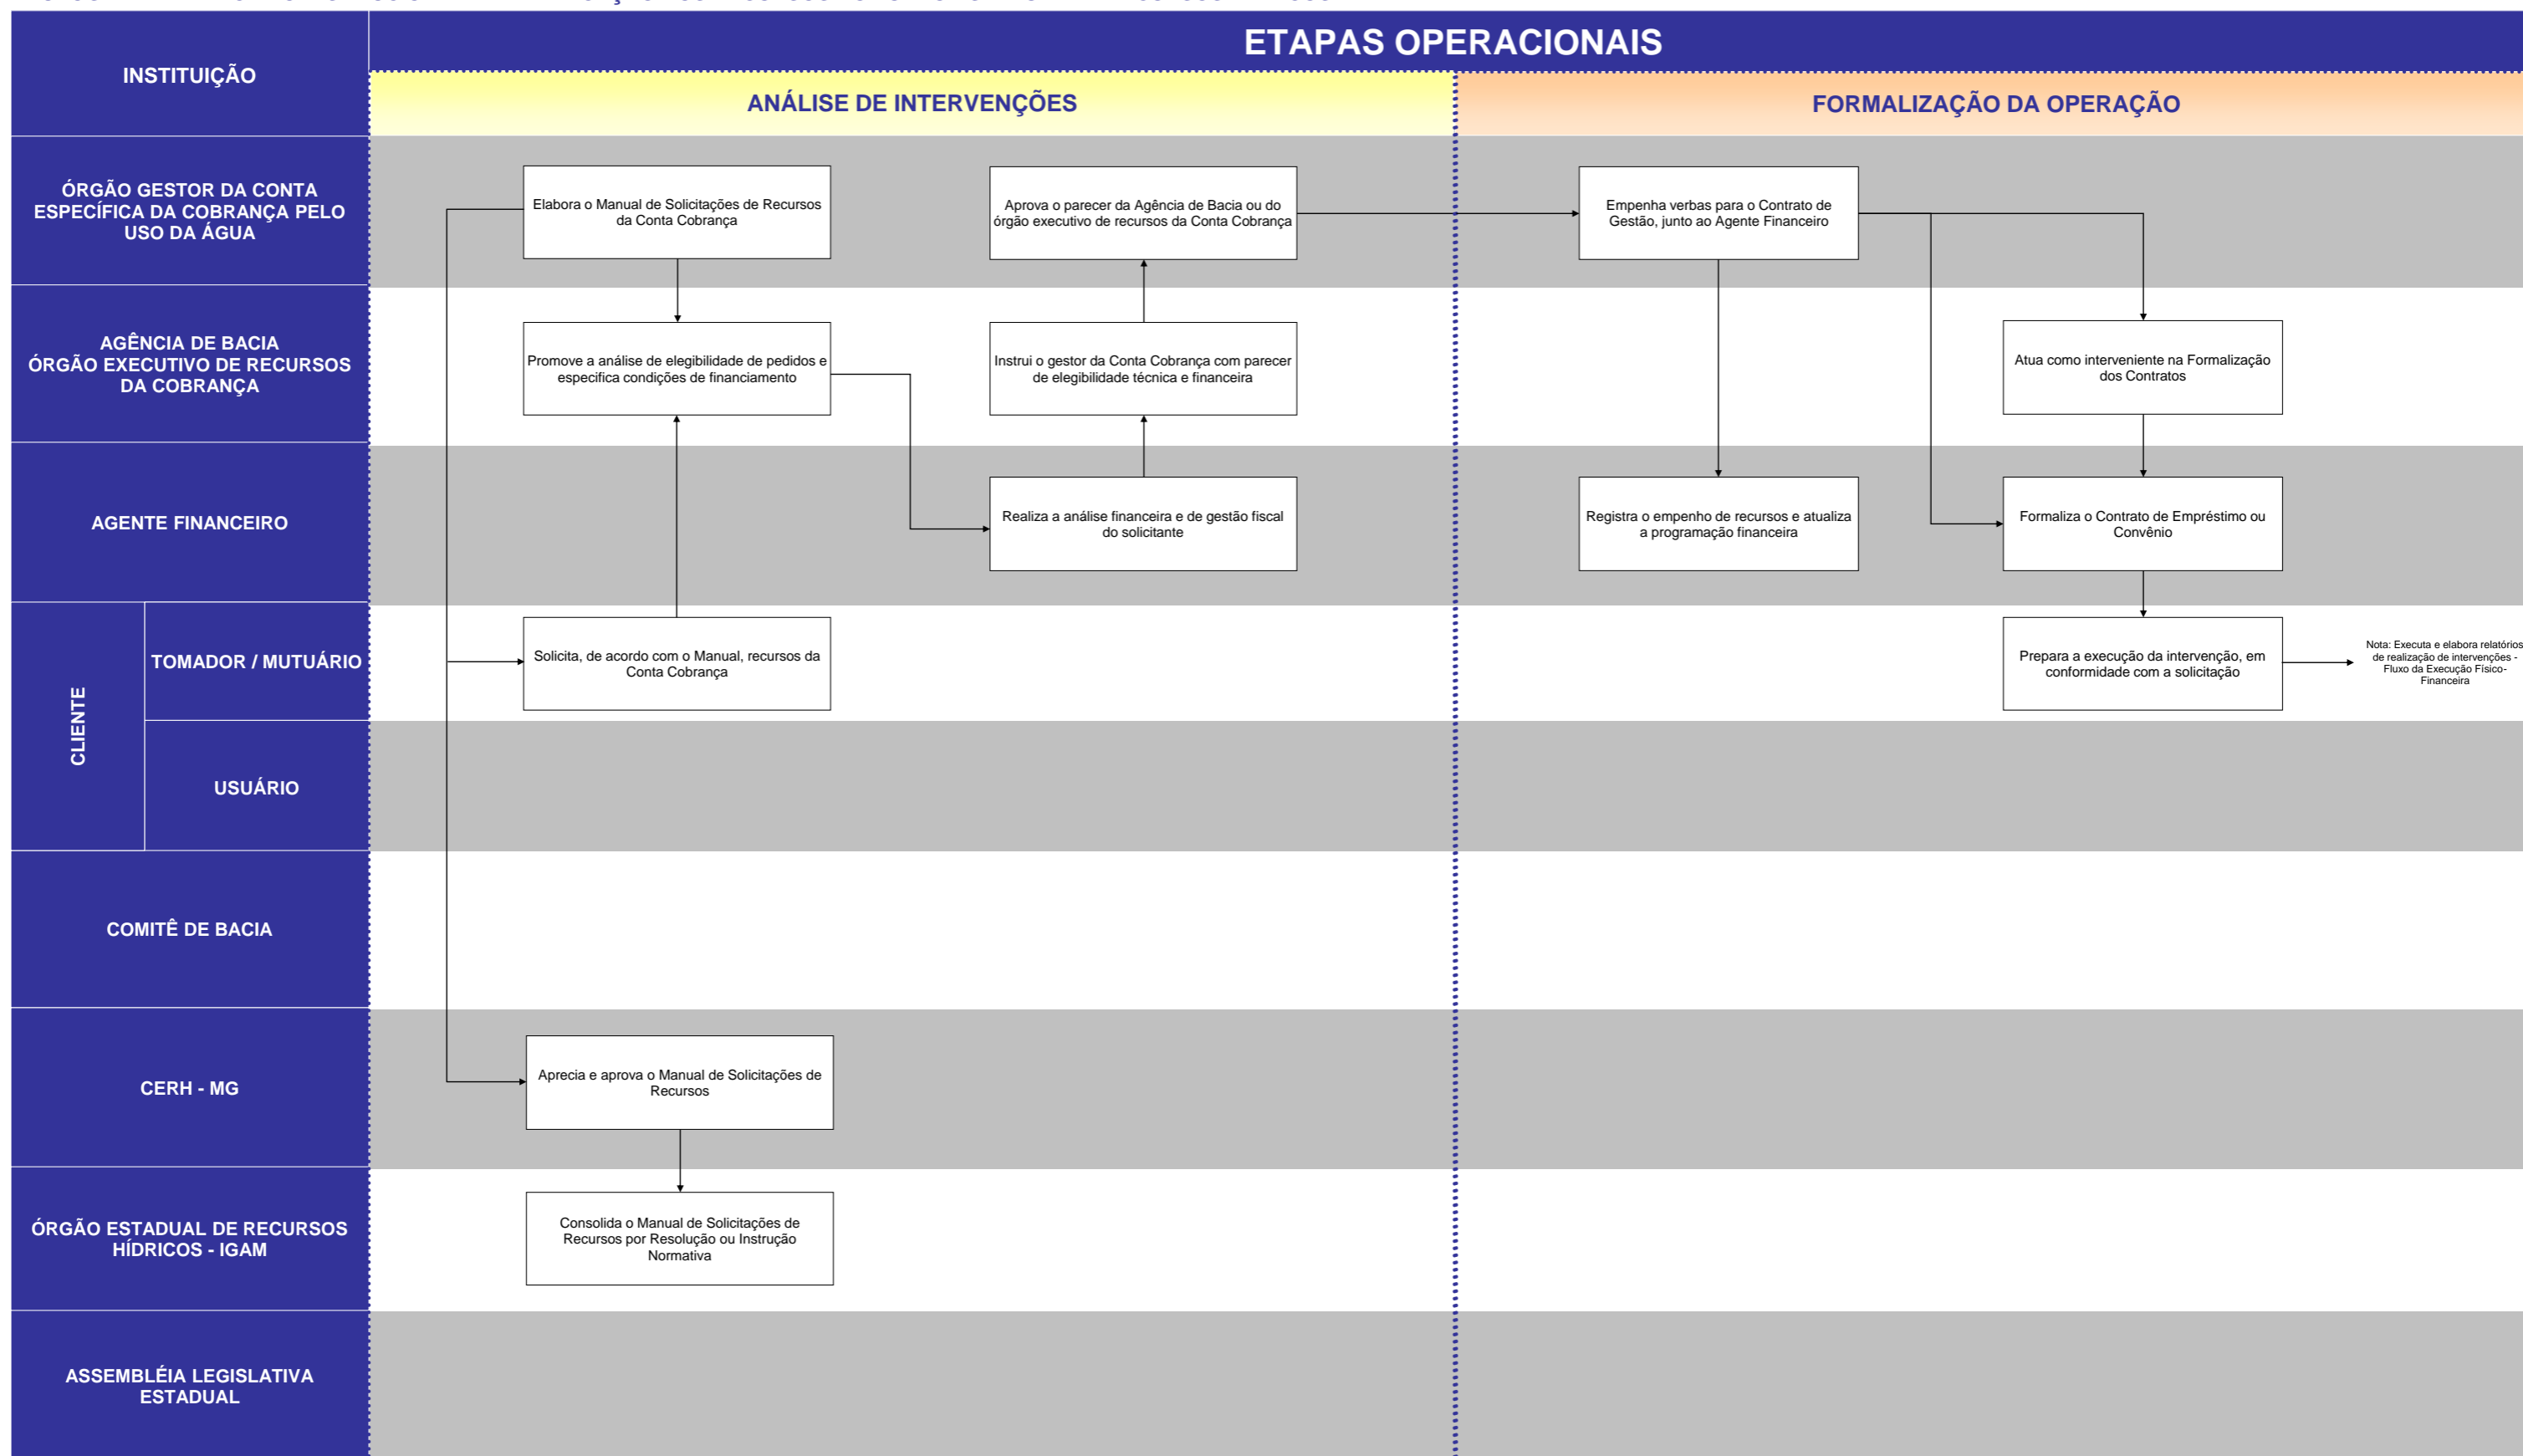 ETAPAS OPERACIONAIS
INSTITUIÇÃO
ANÁLISE DE INTERVENÇÕES
FORMALIZAÇÃO DA OPERAÇÃO
ÓRGÃO GESTOR DA CONTA
ESPECÍFICA DA COBRANÇA PELO
USO DA ÁGUA
Elabora o Manual de Solicitações de Recursos
da Conta Cobrança
Aprova o parecer da Agência de Bacia ou do
órgão executivo de recursos da Conta Cobrança
Empenha verbas para o Contrato de
Gestão, junto ao Agente Financeiro
AGÊNCIA DE BACIA
ÓRGÃO EXECUTIVO DE RECURSOS
DA COBRANÇA
Promove a análise de elegibilidade de pedidos e
especifica condições de financiamento
Instrui o gestor da Conta Cobrança com parecer
de elegibilidade técnica e financeira
Atua como interveniente na Formalização
dos Contratos
AGENTE FINANCEIRO
Realiza a análise financeira e de gestão fiscal
do solicitante
Registra o empenho de recursos e atualiza
a programação financeira
Formaliza o Contrato de Empréstimo ou
Convênio
CLIENTE
TOMADOR / MUTUÁRIO
Solicita, de acordo com o Manual, recursos da
Conta Cobrança
Prepara a execução da intervenção, em
conformidade com a solicitação
Nota: Executa e elabora relatórios
de realização de intervenções -
Fluxo da Execução Físico-
Financeira
USUÁRIO
COMITÊ DE BACIA
CERH - MG
Aprecia e aprova o Manual de Solicitações de
Recursos
ÓRGÃO ESTADUAL DE RECURSOS
HÍDRICOS - IGAM
Consolida o Manual de Solicitações de
Recursos por Resolução ou Instrução
Normativa
ASSEMBLÉIA LEGISLATIVA
ESTADUAL